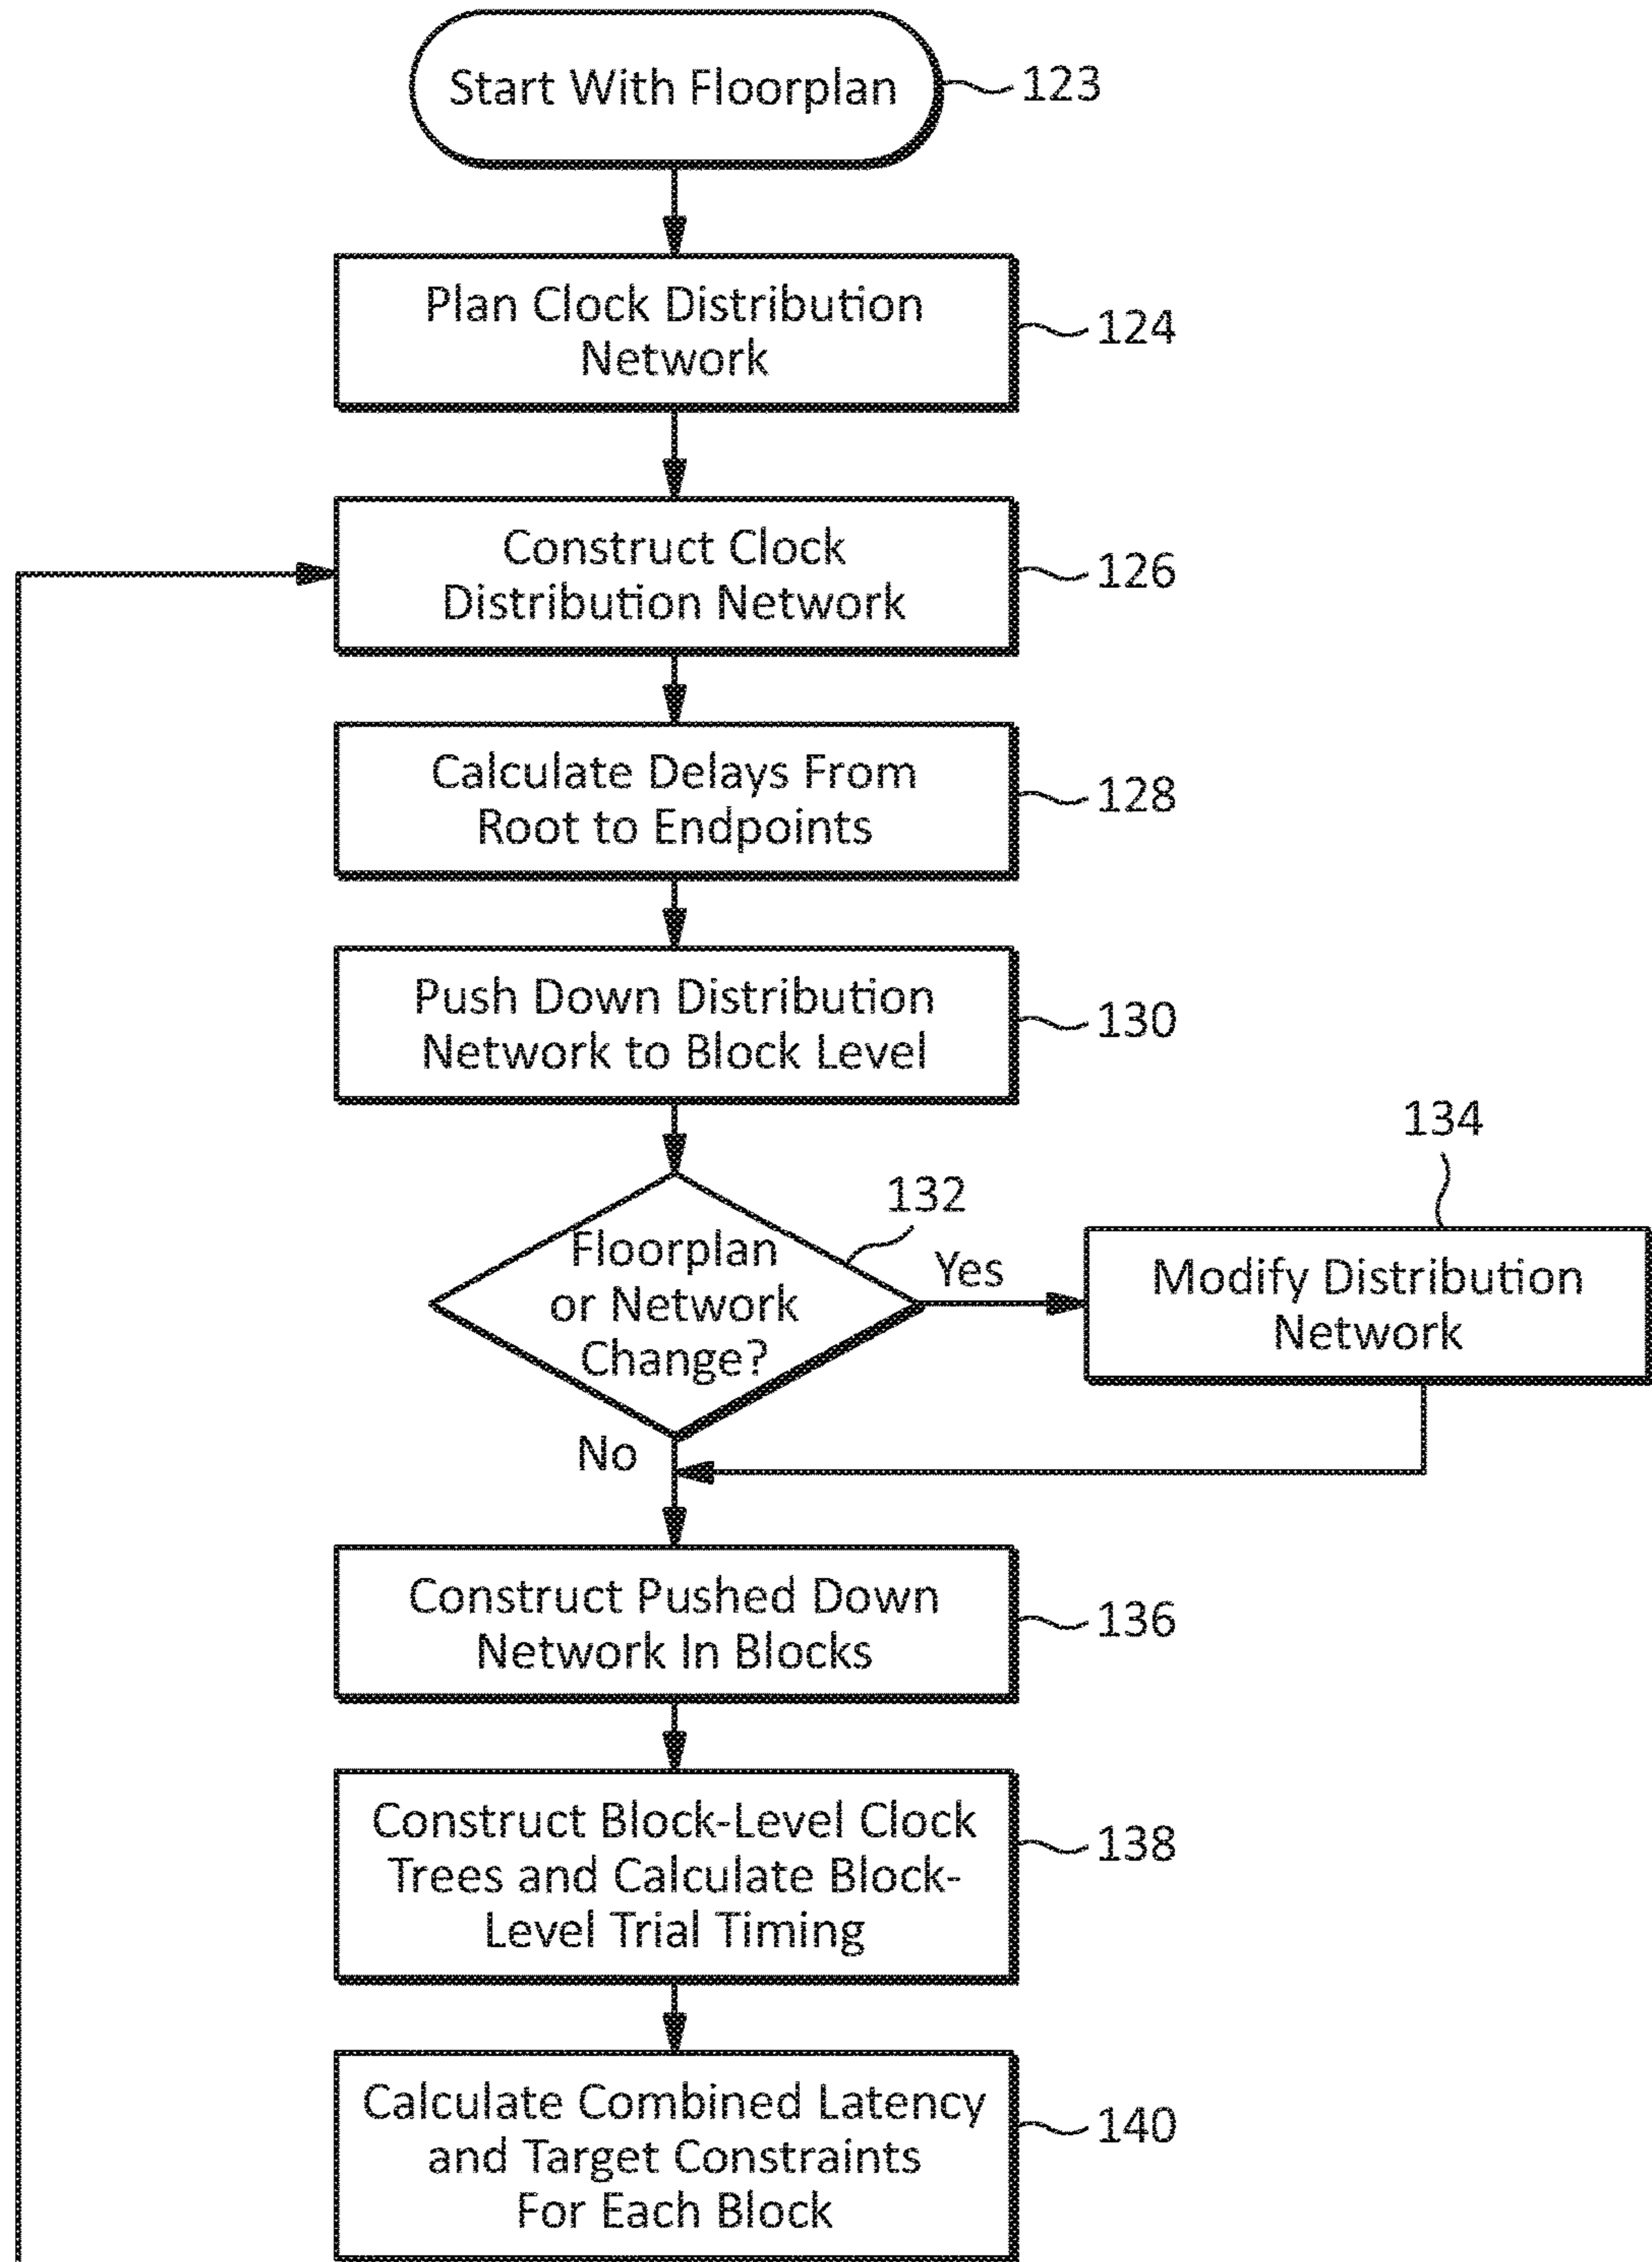 Start With Floorplan
123
Plan Clock Distribution
Network
124
Construct Clock
Distribution Network
126
Calculate Delays From
Root to Endpoints
128
Push Down Distribution
Network to Block Level
130
Floorplan
or Network
Change?
132
Yes
134
Modify Distribution
Network
No
Construct Pushed Down
Network In Blocks
136
Construct Block-Level Clock
Trees and Calculate Block-
Level Trial Timing
138
Calculate Combined Latency
and Target Constraints
For Each Block
140